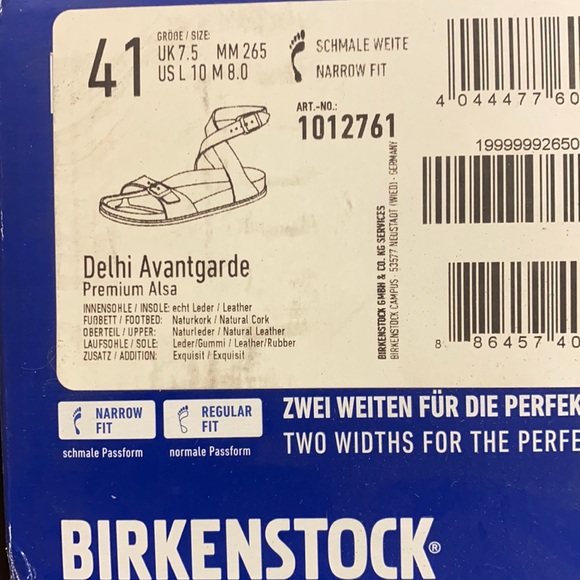 41
GRÖßE / SIZE:
UK 7.5 MM 265
US L 10 M 8.0
SCHMALE WEITE
NARROW FIT
ART.-NO.:
1012761
4 044477 60
19999992650
8 86457 40
Delhi Avantgarde
Premium Alsa
INNENSOHLE / INSOLE: echt Leder / Leather
FUßBETT / FOOTBED: Naturkork / Natural Cork
OBERTEIL / UPPER: Naturleder / Natural Leather
LAUFSOHLE / SOLE: Leder/Gummi / Leather/Rubber
ZUSATZ / ADDITION: Exquisit / Exquisit
BIRKENSTOCK GMBH & CO. KG SERVICES
BIRKENSTOCK CAMPUS - 53577 NEUSTADT (WIED) - GERMANY
NARROW
FIT
schmale Passform
REGULAR
FIT
normale Passform
ZWEI WEITEN FÜR DIE PERFEK
TWO WIDTHS FOR THE PERFE
BIRKENSTOCK®